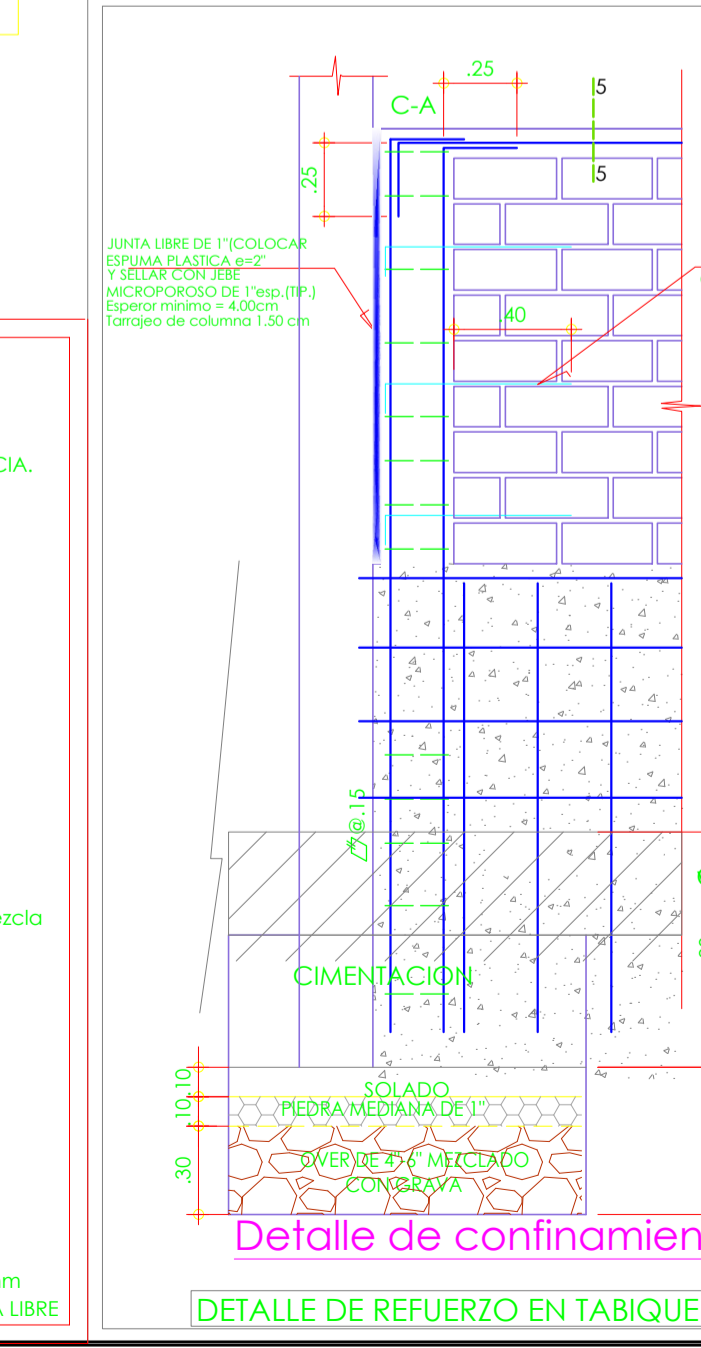 .25
C-A
5
.25
5
JUNTA LIBRE DE 1"(COLOCAR
ESPUMA PLASTICA e=2"
Y SELLAR CON JEBE
MICROPOROSO DE 1"esp.(TIP.)
Esperor minimo = 4.00cm
Tarrajeo de columna 1.50 cm
.40
CIA.
@.15
ezcla
CIMENTACION
.10
SOLADO
.10
PIEDRA MEDIANA DE 1"
.30
OVER DE 4"-6" MEZCLADO
CON GRAVA
Detalle de confinamien
m
A LIBRE
DETALLE DE REFUERZO EN TABIQUE